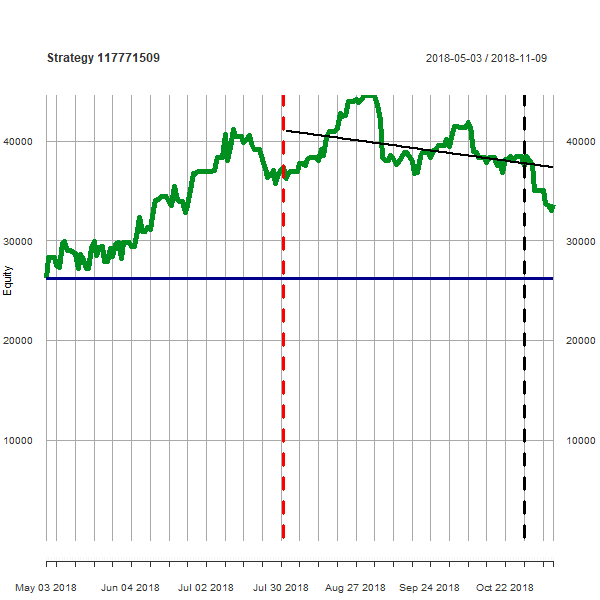 Strategy 117771509
2018-05-03 / 2018-11-09
40000
40000
30000
30000
Equity
20000
20000
10000
10000
May 03 2018
Jun 04 2018
Jul 02 2018
Jul 30 2018
Aug 27 2018
Sep 24 2018
Oct 22 2018